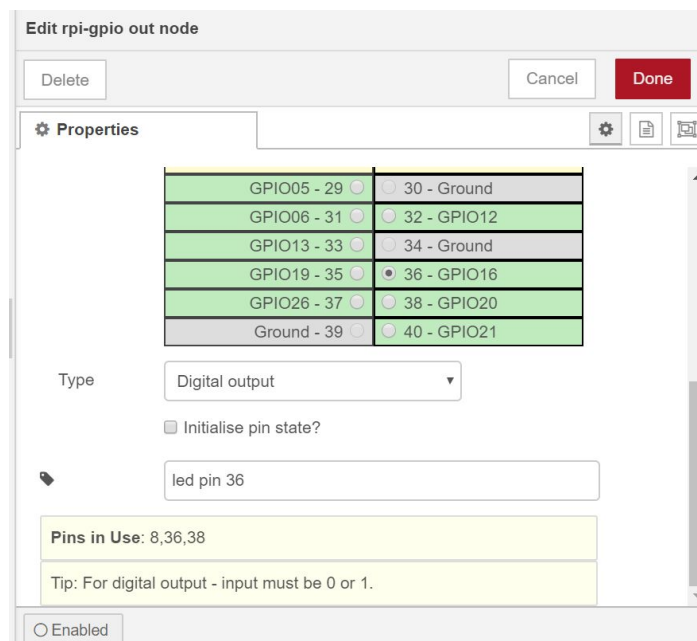 Edit rpi-gpio out node
Delete Cancel Done
Properties
GPIO05 - 29 30 - Ground
GPIO06 - 31 32 - GPIO12
GPIO13 - 33 34 - Ground
GPIO19 - 35 36 - GPIO16
GPIO26 - 37 38 - GPIO20
Ground - 39 40 - GPIO21
Type Digital output
Initialise pin state?
led pin 36
Pins in Use: 8,36,38
Tip: For digital output - input must be 0 or 1.
Enabled